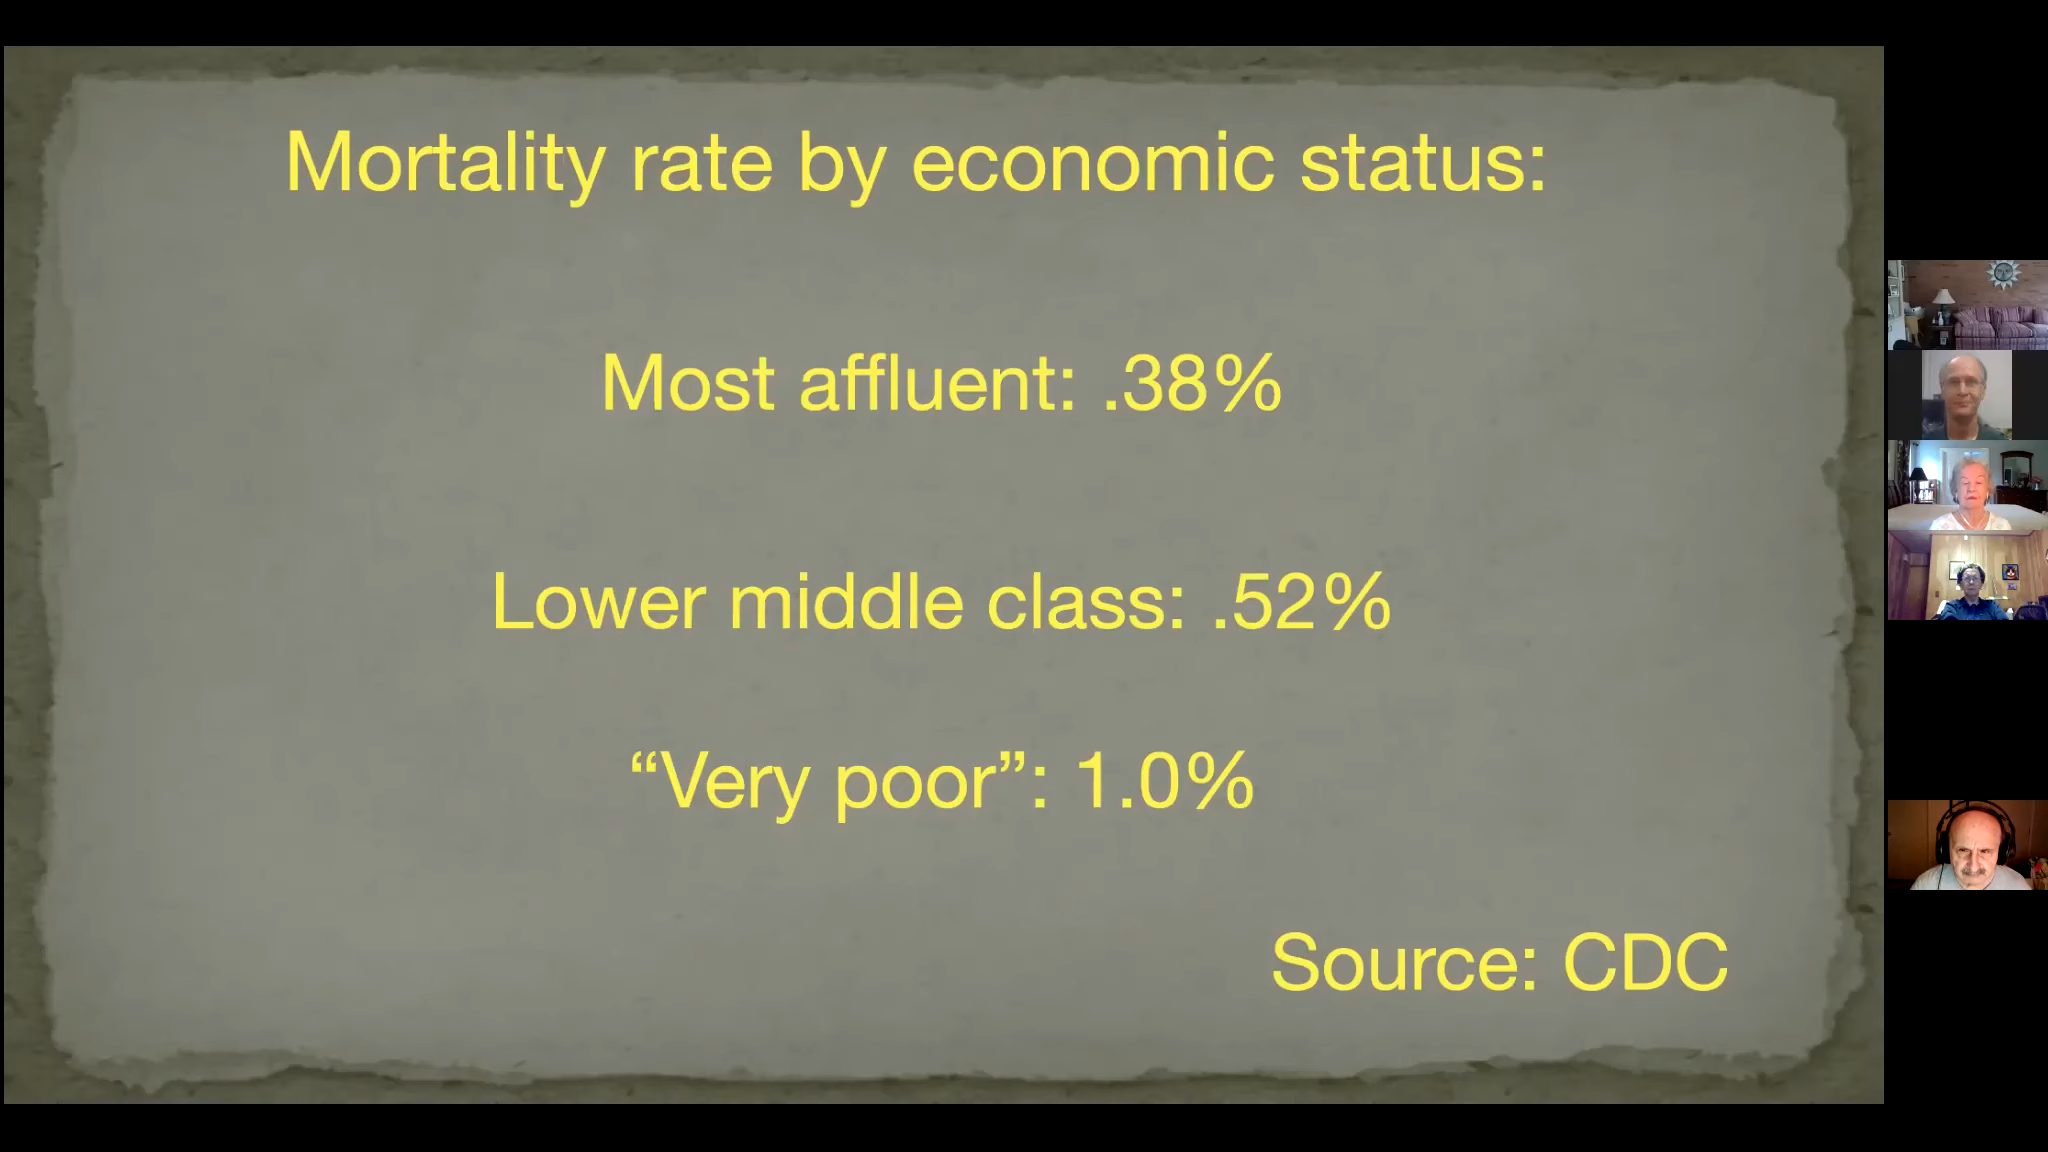 Mortality rate by economic status:
Most affluent: .38%
Lower middle class: .52%
“Very poor”: 1.0%
Source: CDC